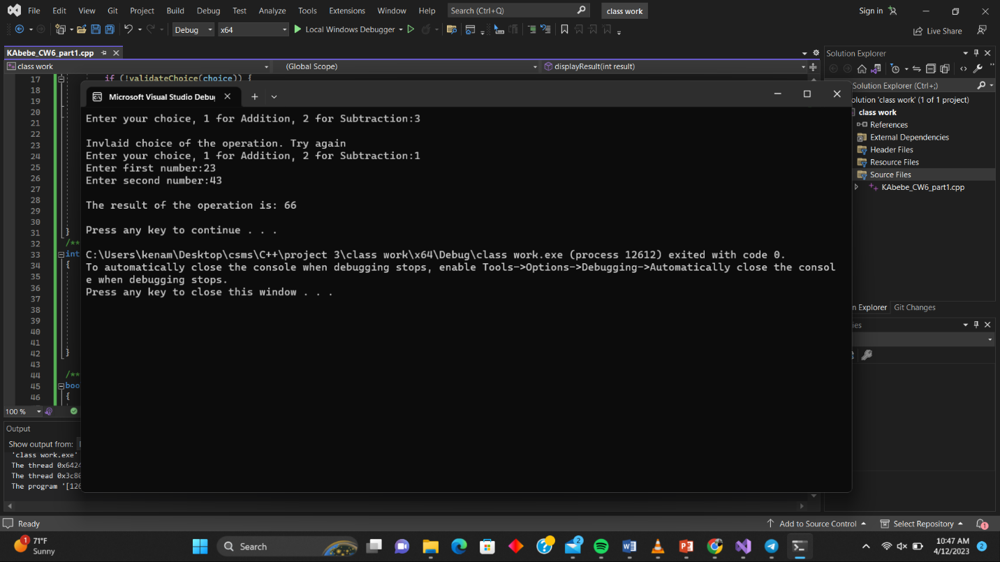 File Edit View Git Project Build Debug Test Analyze Tools Extensions Window Help Search (Ctrl+Q) class work Sign in
Debug x64 Local Windows Debugger Live Share
KAbebe_CW6_part1.cpp
class work (Global Scope) displayResult(int result)
17 if (!validateChoice(choice)) {
18
19
20
21
22
23
24
25
26
27
28
29
30
31 }
32 /**
33 int
34 {
35
36
37
38
39
40
41
42 }
43
44 /**
45 boo
46 {
Microsoft Visual Studio Debu
Enter your choice, 1 for Addition, 2 for Subtraction:3
Invlaid choice of the operation. Try again
Enter your choice, 1 for Addition, 2 for Subtraction:1
Enter first number:23
Enter second number:43
The result of the operation is: 66
Press any key to continue . . .
C:\Users\kenam\Desktop\csms\C++\project 3\class work\x64\Debug\class work.exe (process 12612) exited with code 0.
To automatically close the console when debugging stops, enable Tools->Options->Debugging->Automatically close the consol
e when debugging stops.
Press any key to close this window . . .
Solution Explorer
Solution Explorer (Ctrl+;)
olution 'class work' (1 of 1 project)
class work
References
External Dependencies
Header Files
Resource Files
Source Files
KAbebe_CW6_part1.cpp
n Explorer Git Changes
ies
100 %
Output
Show output from:
'class work.exe'
The thread 0x6424
The thread 0x3c80
The program '[126
Ready Add to Source Control Select Repository 1
1 71°F
Sunny
Search
2
10:47 AM
4/12/2023
2